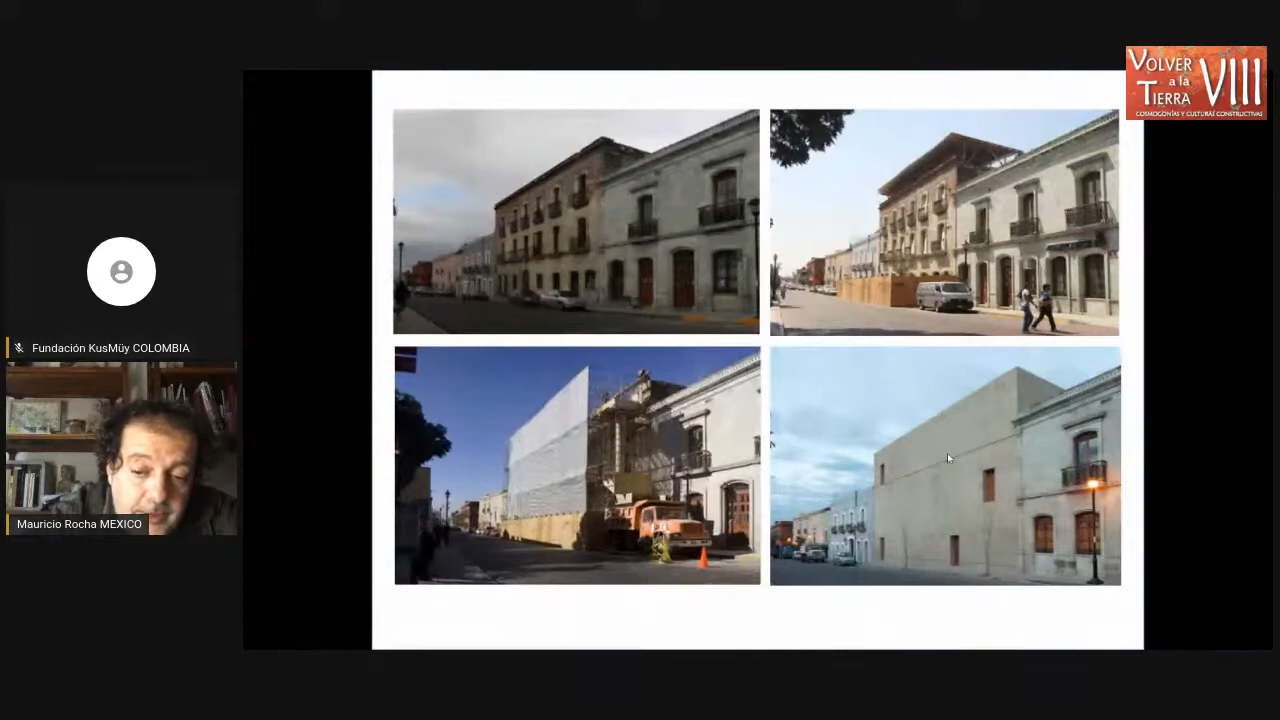 VOLVER
a la
TIERRA
VIII
COSMOGONÍAS Y CULTURAS CONSTRUCTIVAS
Fundación KusMüy COLOMBIA
Mauricio Rocha MEXICO